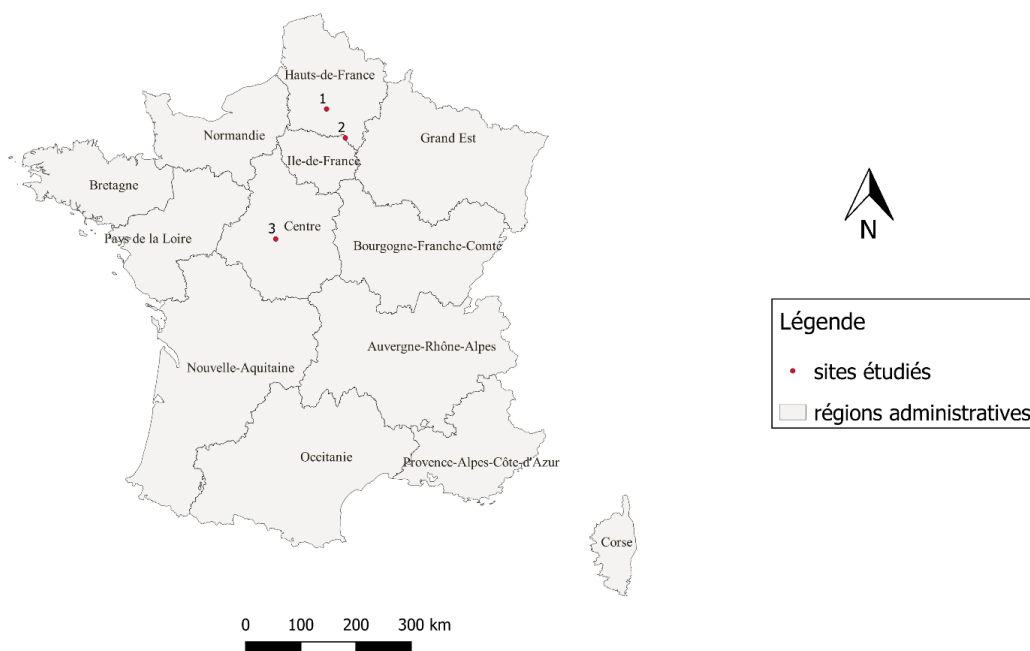 Hauts-de-France
1
2
Normandie
Grand Est
Ile-de-France
Bretagne
3
Centre
Pays de la Loire
Bourgogne-Franche-Comté
N
Légende
sites étudiés
régions administratives
Auvergne-Rhône-Alpes
Nouvelle-Aquitaine
Occitanie
Provence-Alpes-Côte-d'Azur
Corse
0 100 200 300 km